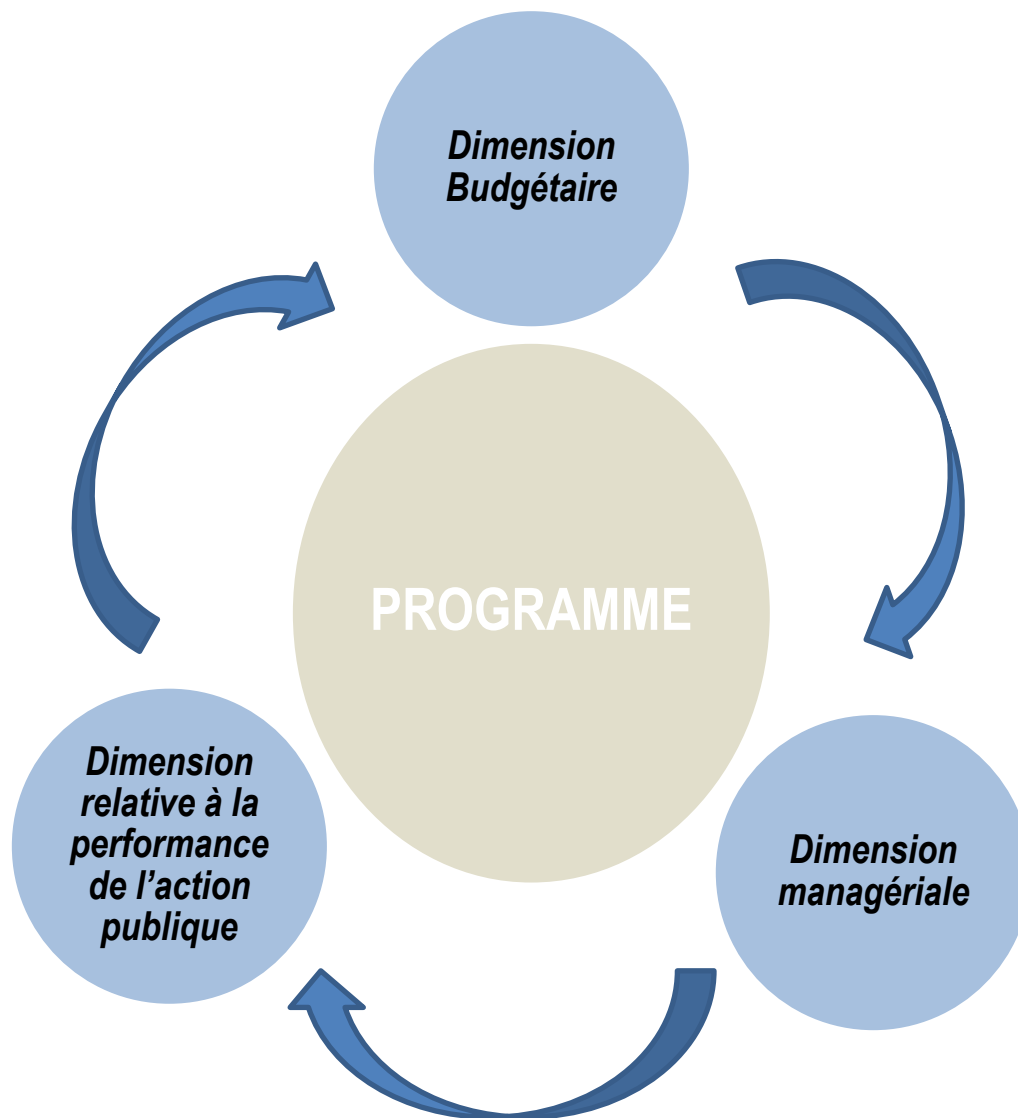 Dimension
Budgétaire
PROGRAMME
Dimension
relative à la
performance
de l’action
publique
Dimension
managériale